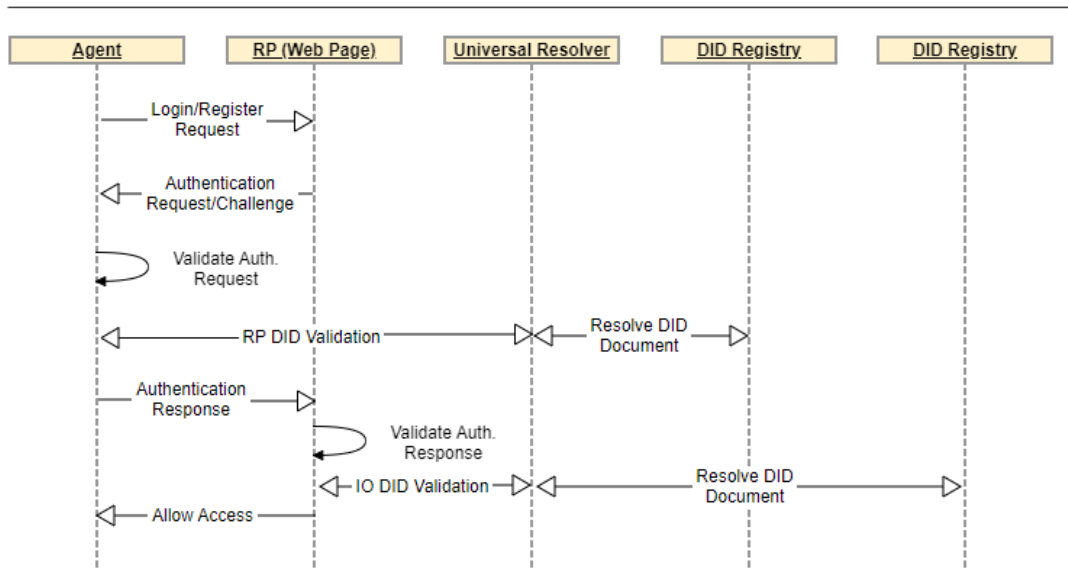 Agent
RP (Web Page)
Universal Resolver
DID Registry
DID Registry
Login/Register
Request
Authentication
Request/Challenge
Validate Auth.
Request
RP DID Validation
Resolve DID
Document
Authentication
Response
Validate Auth.
Response
IO DID Validation
Resolve DID
Document
Allow Access